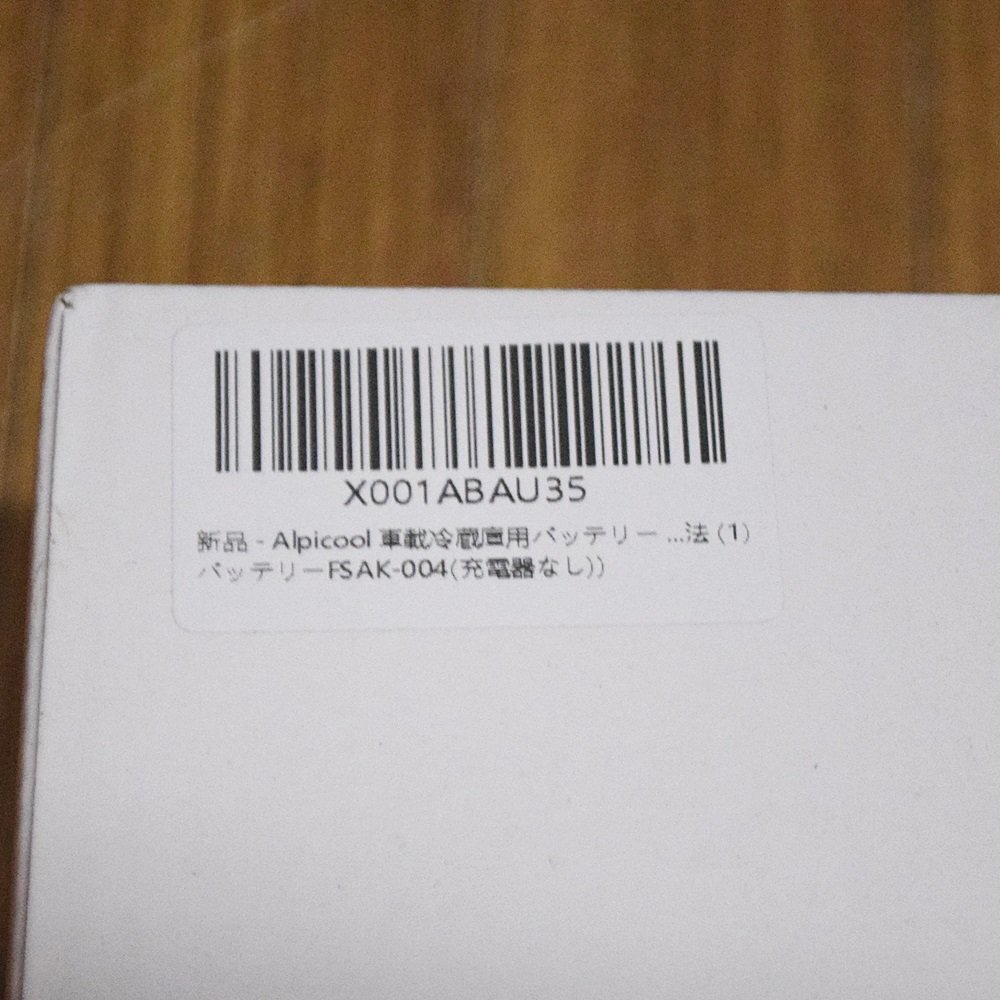 X001ABAU35
新品 - Alpicool 車載冷蔵庫用バッテリー ...法 (1)
バッテリーFSAK-004(充電器なし))